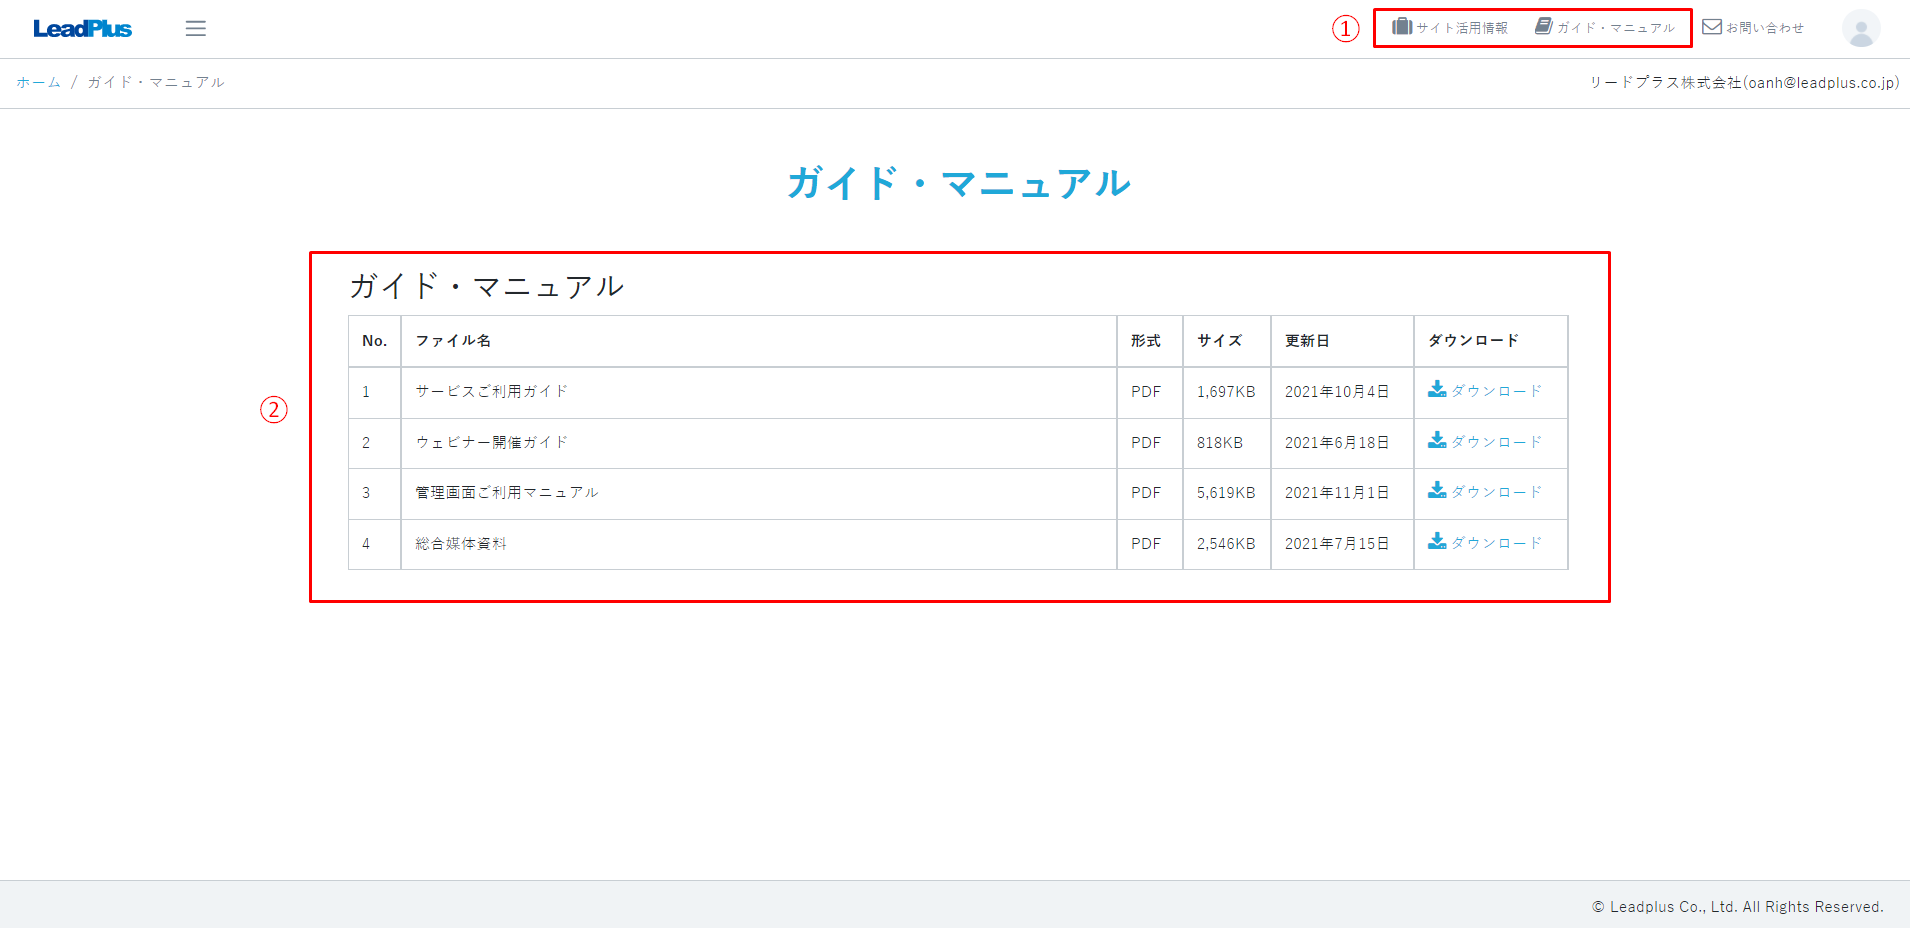 LeadPlus ① サイト活用情報 ガイド・マニュアル お問い合わせ
ホーム / ガイド・マニュアル リードプラス株式会社(oanh@leadplus.co.jp)
ガイド・マニュアル
ガイド・マニュアル
No. ファイル名 形式 サイズ 更新日 ダウンロード
1 サービスご利用ガイド PDF 1,697KB 2021年10月4日 ダウンロード
②
2 ウェビナー開催ガイド PDF 818KB 2021年6月18日 ダウンロード
3 管理画面ご利用マニュアル PDF 5,619KB 2021年11月1日 ダウンロード
4 総合媒体資料 PDF 2,546KB 2021年7月15日 ダウンロード
© Leadplus Co., Ltd. All Rights Reserved.